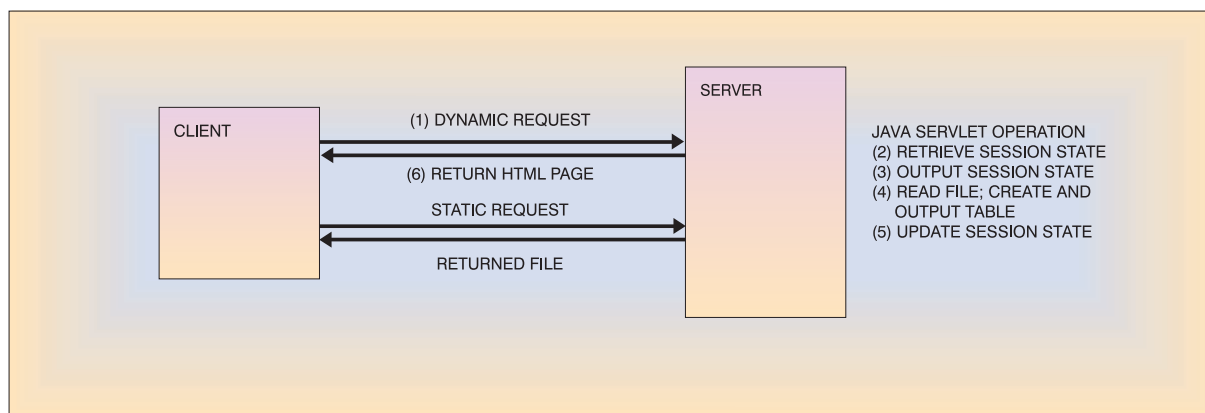 CLIENT
SERVER
(1) DYNAMIC REQUEST
(6) RETURN HTML PAGE
STATIC REQUEST
RETURNED FILE
JAVA SERVLET OPERATION
(2) RETRIEVE SESSION STATE
(3) OUTPUT SESSION STATE
(4) READ FILE; CREATE AND
OUTPUT TABLE
(5) UPDATE SESSION STATE